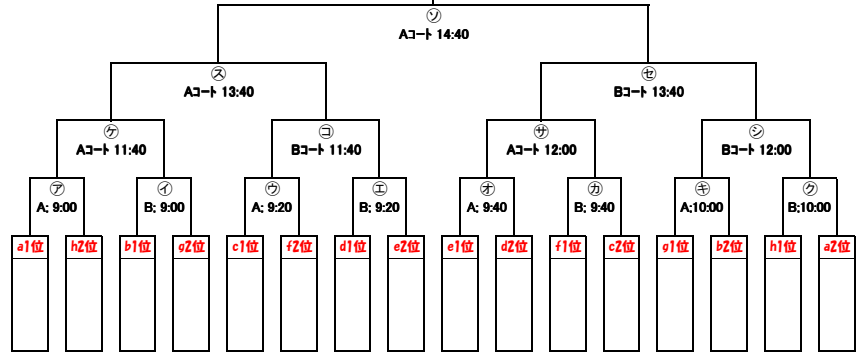 ㋞
Aコート 14:40
㋜ ㋝
Aコート 13:40 Bコート 13:40
㋘ ㋙ ㋚ ㋛
Aコート 11:40 Bコート 11:40 Aコート 12:00 Bコート 12:00
㋐ ㋑ ㋒ ㋓ ㋔ ㋕ ㋖ ㋗
A; 9:00 B; 9:00 A; 9:20 B; 9:20 A; 9:40 B; 9:40 A;10:00 B;10:00
a1位 h2位 b1位 g2位 c1位 f2位 d1位 e2位 e1位 d2位 f1位 c2位 g1位 b2位 h1位 a2位